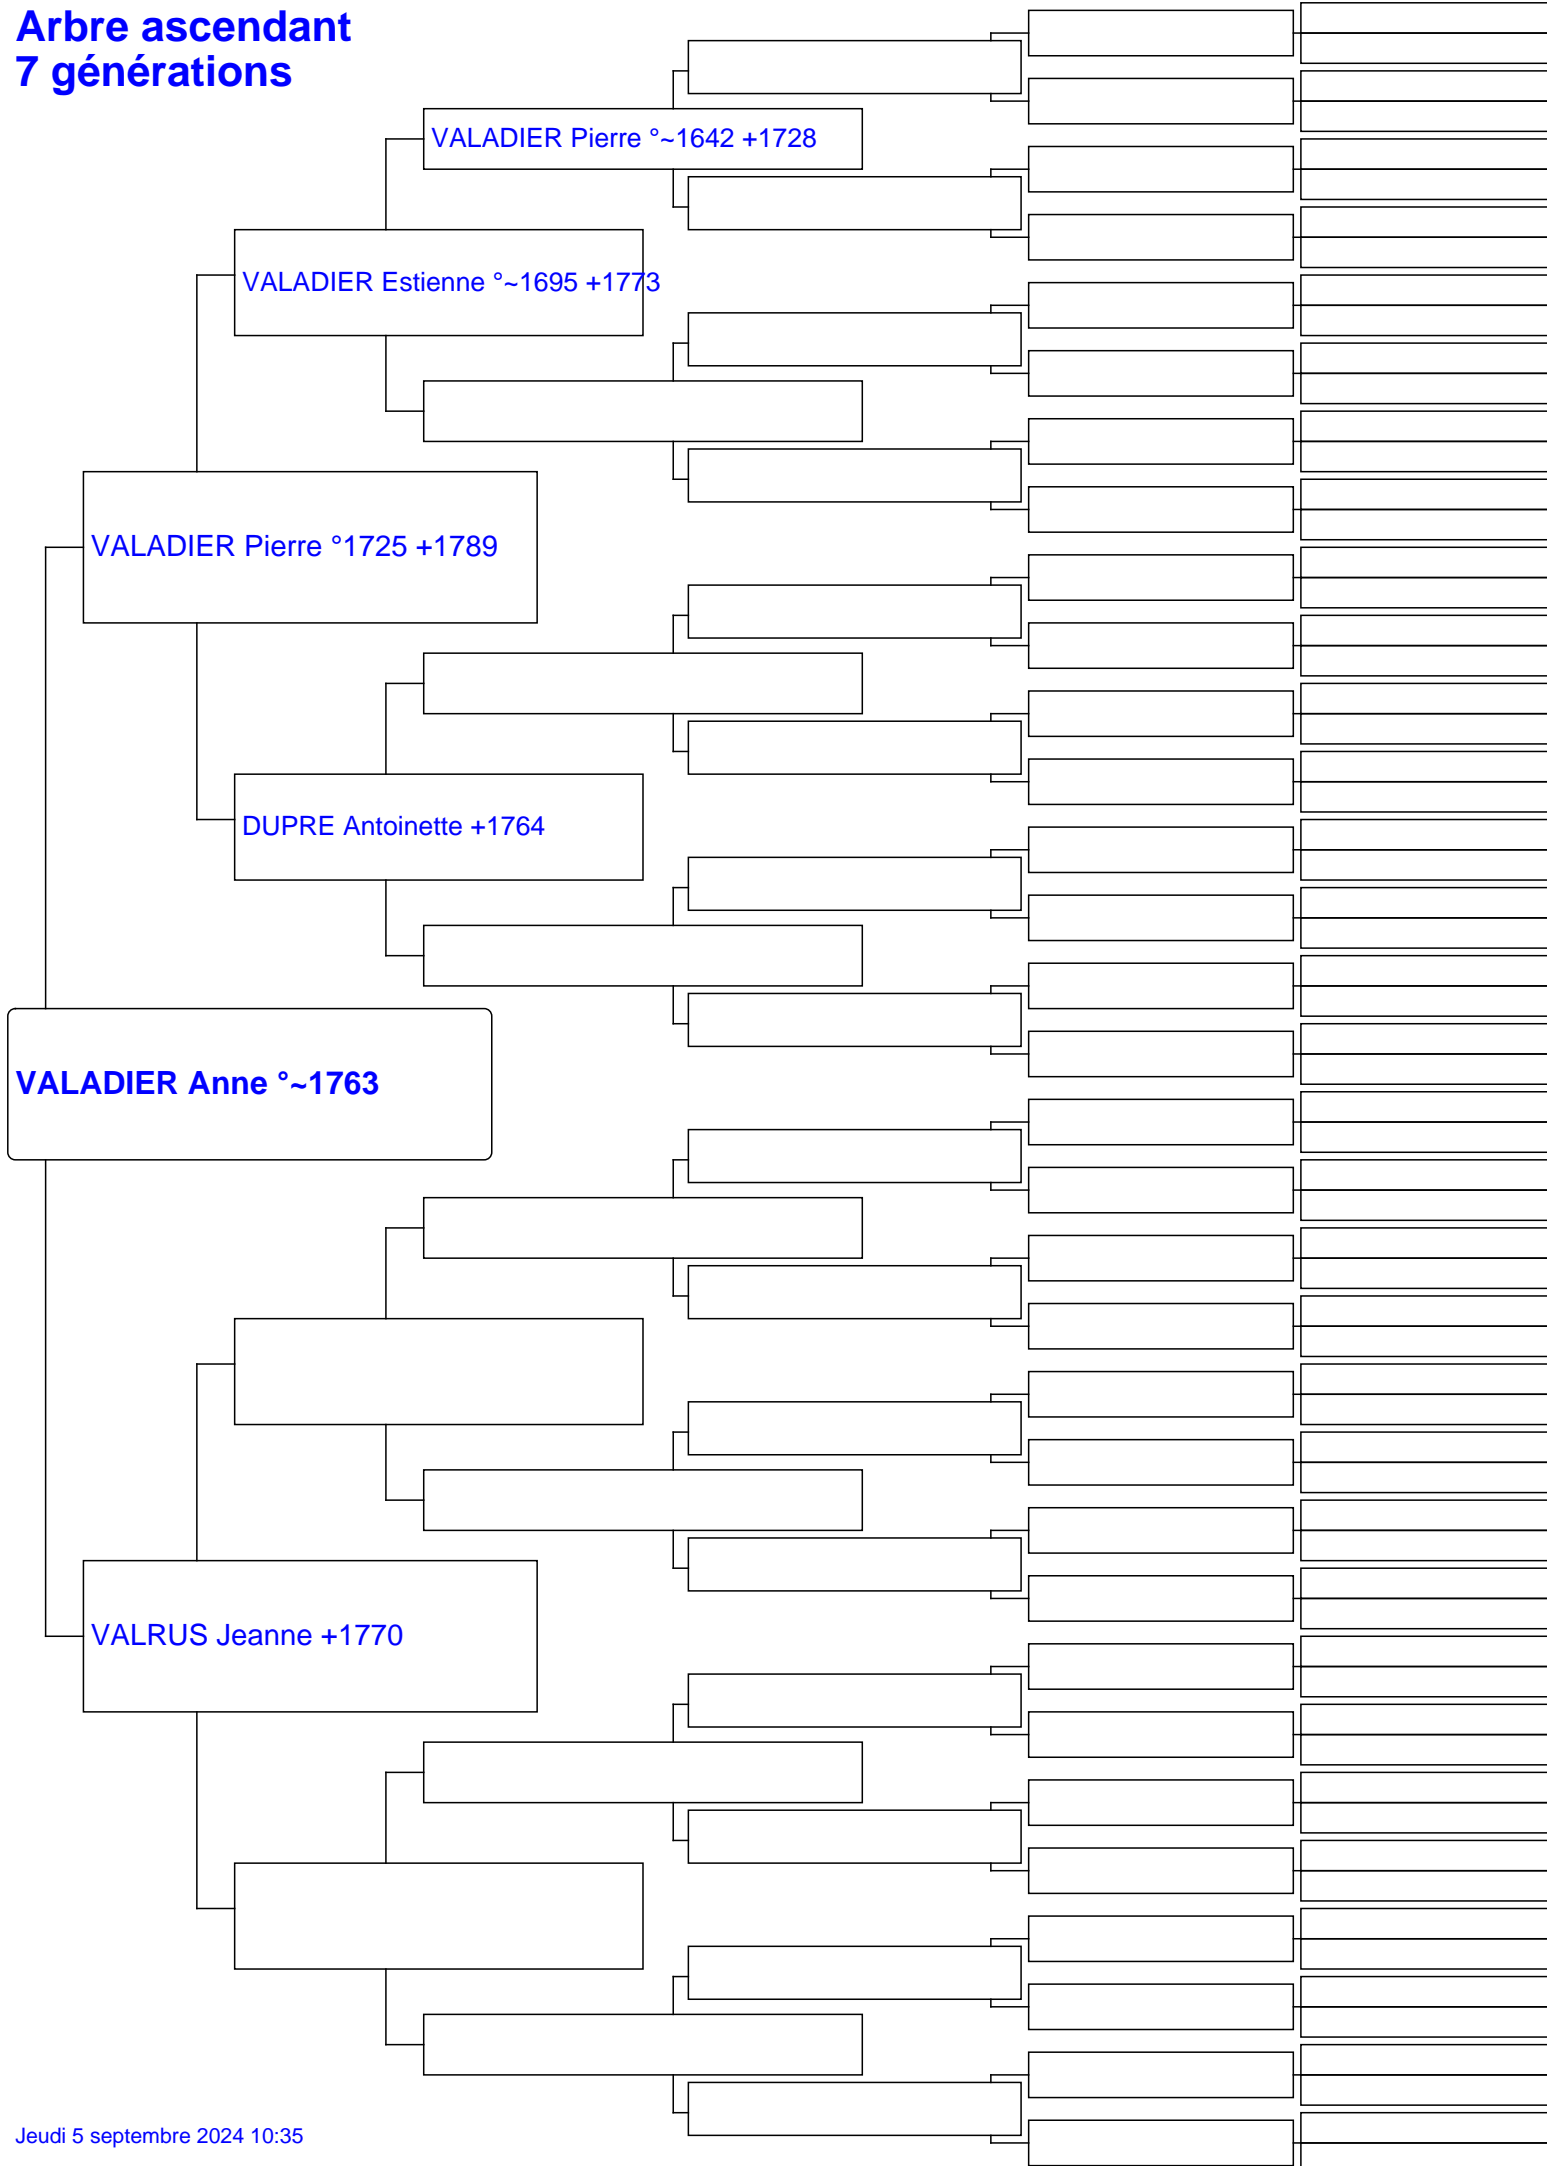 Arbre ascendant
7 générations
VALADIER Pierre °~1642 +1728
VALADIER Estienne °~1695 +1773
VALADIER Pierre °1725 +1789
DUPRE Antoinette +1764
VALADIER Anne °~1763
VALRUS Jeanne +1770
Jeudi 5 septembre 2024 10:35